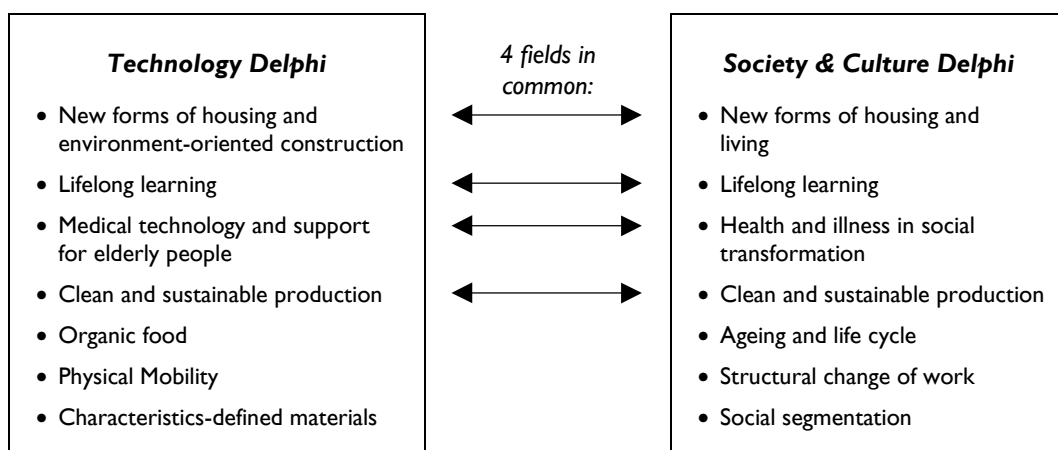 Technology Delphi
• New forms of housing and
environment-oriented construction
• Lifelong learning
• Medical technology and support
for elderly people
• Clean and sustainable production
• Organic food
• Physical Mobility
• Characteristics-defined materials
4 fields in
common:
Society & Culture Delphi
• New forms of housing and
living
• Lifelong learning
• Health and illness in social
transformation
• Clean and sustainable production
• Ageing and life cycle
• Structural change of work
• Social segmentation